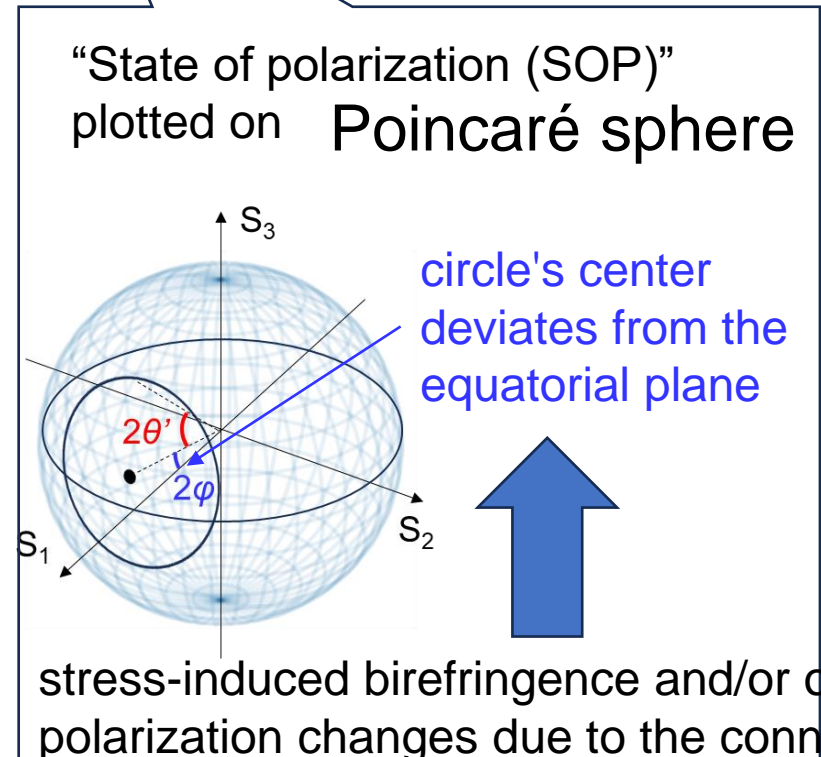 “State of polarization (SOP)”
plotted on Poincaré sphere
S₃
circle's center
deviates from the
equatorial plane
2θ’
2φ
S₂
S₁
stress-induced birefringence and/or
polarization changes due to the